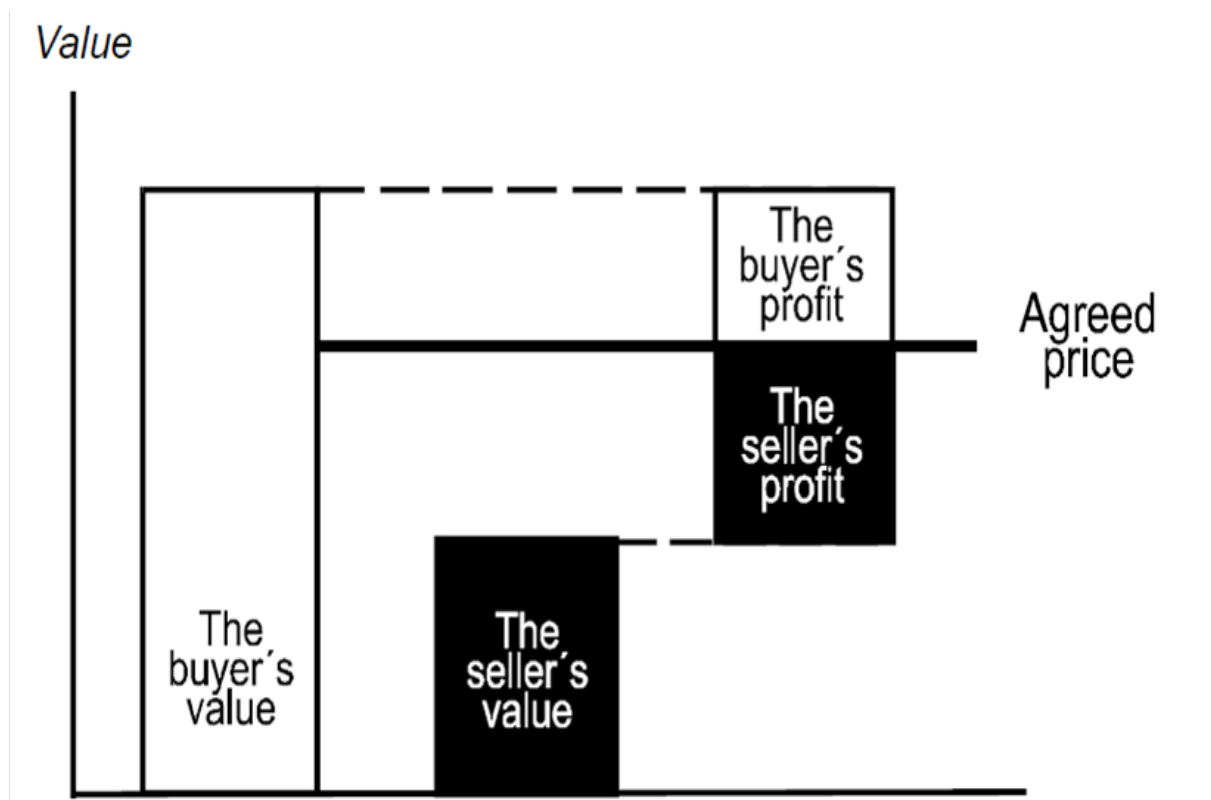 Value
The
buyer´s
profit
Agreed
price
The
seller´s
profit
The
buyer´s
value
The
seller´s
value